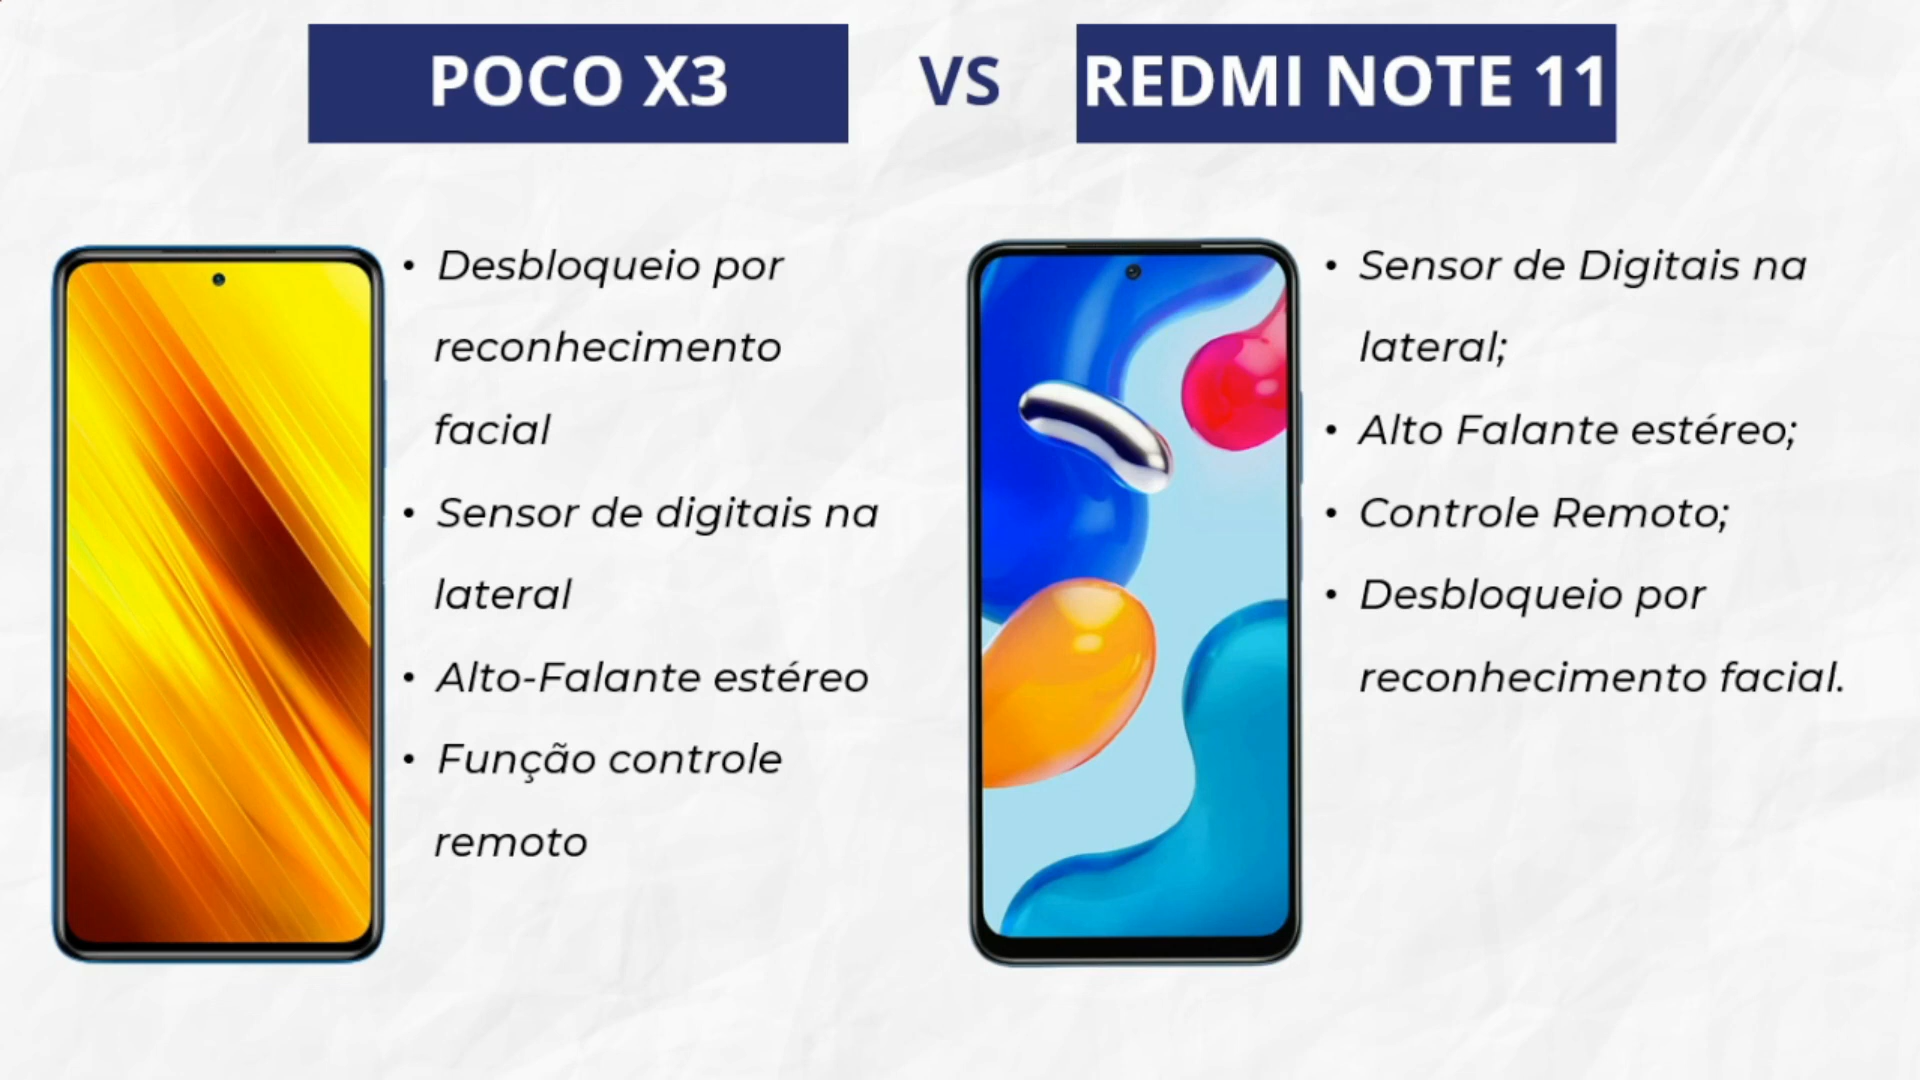 POCO X3 VS REDMI NOTE 11
• Desbloqueio por
reconhecimento
facial
• Sensor de digitais na
lateral
• Alto-Falante estéreo
• Função controle
remoto
• Sensor de Digitais na
lateral;
• Alto Falante estéreo;
• Controle Remoto;
• Desbloqueio por
reconhecimento facial.